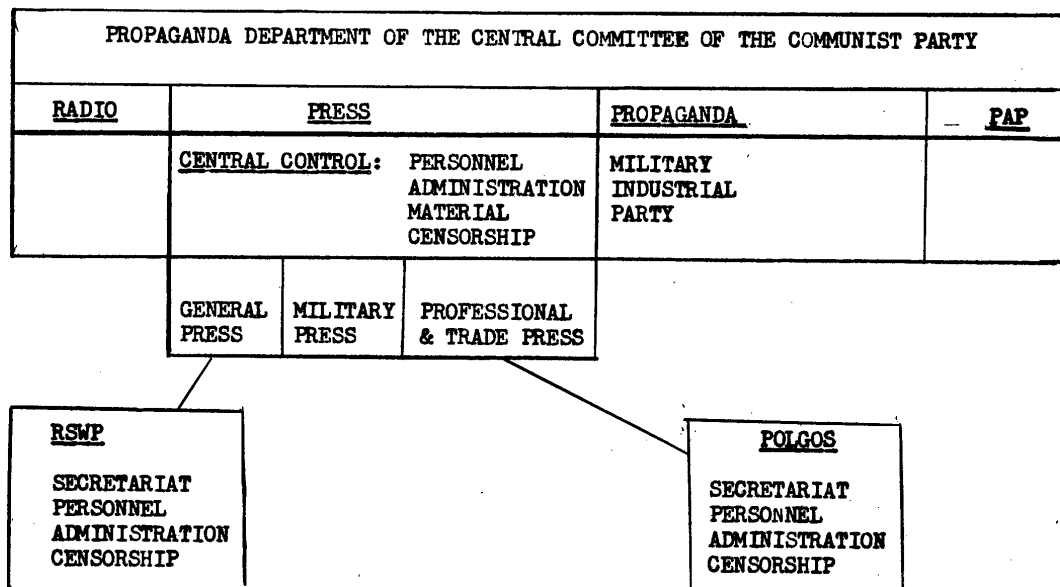 PROPAGANDA DEPARTMENT OF THE CENTRAL COMMITTEE OF THE COMMUNIST PARTY
RADIO
PRESS
PROPAGANDA
PAP
CENTRAL CONTROL: PERSONNEL
ADMINISTRATION
MATERIAL
CENSORSHIP
MILITARY
INDUSTRIAL
PARTY
GENERAL
PRESS
MILITARY
PRESS
PROFESSIONAL
& TRADE PRESS
RSWP
SECRETARIAT
PERSONNEL
ADMINISTRATION
CENSORSHIP
POLGOS
SECRETARIAT
PERSONNEL
ADMINISTRATION
CENSORSHIP